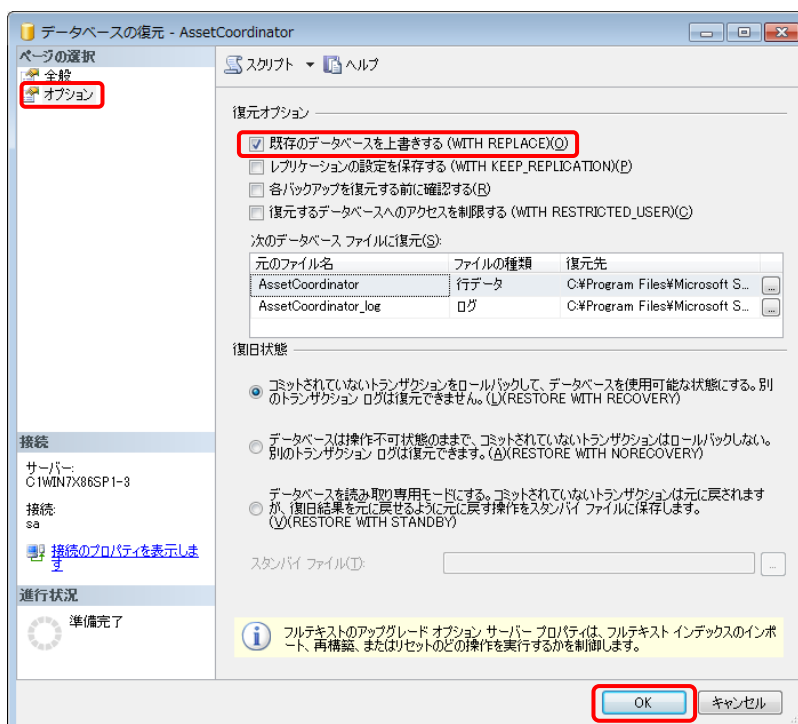 データベースの復元 - AssetCoordinator
ページの選択
全般
オプション
スクリプト ヘルプ
復元オプション
既存のデータベースを上書きする (WITH REPLACE)(O)
レプリケーションの設定を保存する (WITH KEEP_REPLICATION)(P)
各バックアップを復元する前に確認する(R)
復元するデータベースへのアクセスを制限する (WITH RESTRICTED_USER)(C)
次のデータベース ファイルに復元(S):
元のファイル名 ファイルの種類 復元先
AssetCoordinator 行データ C:¥Program Files¥Microsoft S... ...
AssetCoordinator_log ログ C:¥Program Files¥Microsoft S... ...
復旧状態
コミットされていないトランザクションをロールバックして、データベースを使用可能な状態にする。別
のトランザクション ログは復元できません。(L)(RESTORE WITH RECOVERY)
データベースは操作不可状態のままで、コミットされていないトランザクションはロールバックしない。
別のトランザクション ログは復元できます。(A)(RESTORE WITH NORECOVERY)
データベースを読み取り専用モードにする。コミットされていないトランザクションは元に戻されます
が、復旧結果を元に戻せるように元に戻す操作をスタンバイ ファイルに保存します。
(V)(RESTORE WITH STANDBY)
スタンバイ ファイル(T): ...
接続
サーバー:
C1WIN7X86SP1-3
接続:
sa
接続のプロパティを表示しま
す
進行状況
準備完了
フルテキストのアップグレード オプション サーバー プロパティは、フルテキスト インデックスのインポ
ート、再構築、またはリセットのどの操作を実行するかを制御します。
OK キャンセル